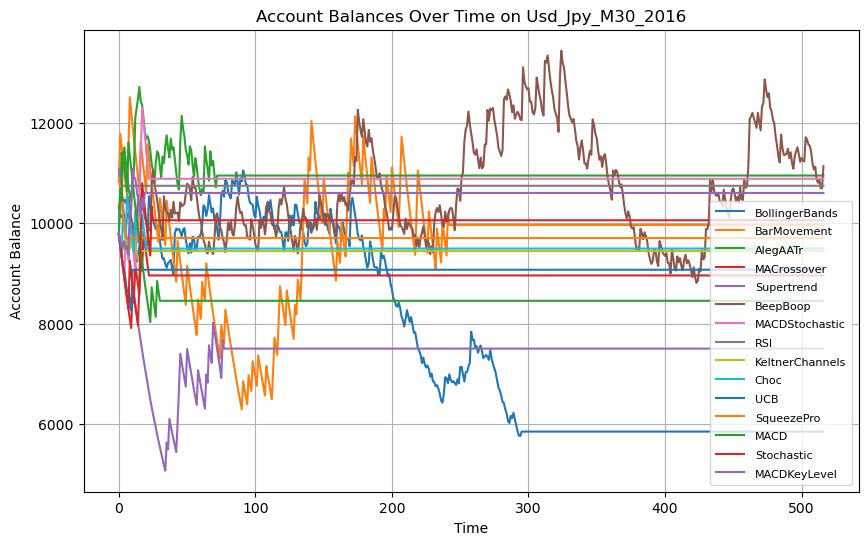 Account Balances Over Time on Usd_Jpy_M30_2016
Account Balance
12000
10000
8000
6000
0
100
200
300
400
500
Time
BollingerBands
BarMovement
AlegAATr
MACrossover
Supertrend
BeepBoop
MACDStochastic
RSI
KeltnerChannels
Choc
UCB
SqueezePro
MACD
Stochastic
MACDKeyLevel